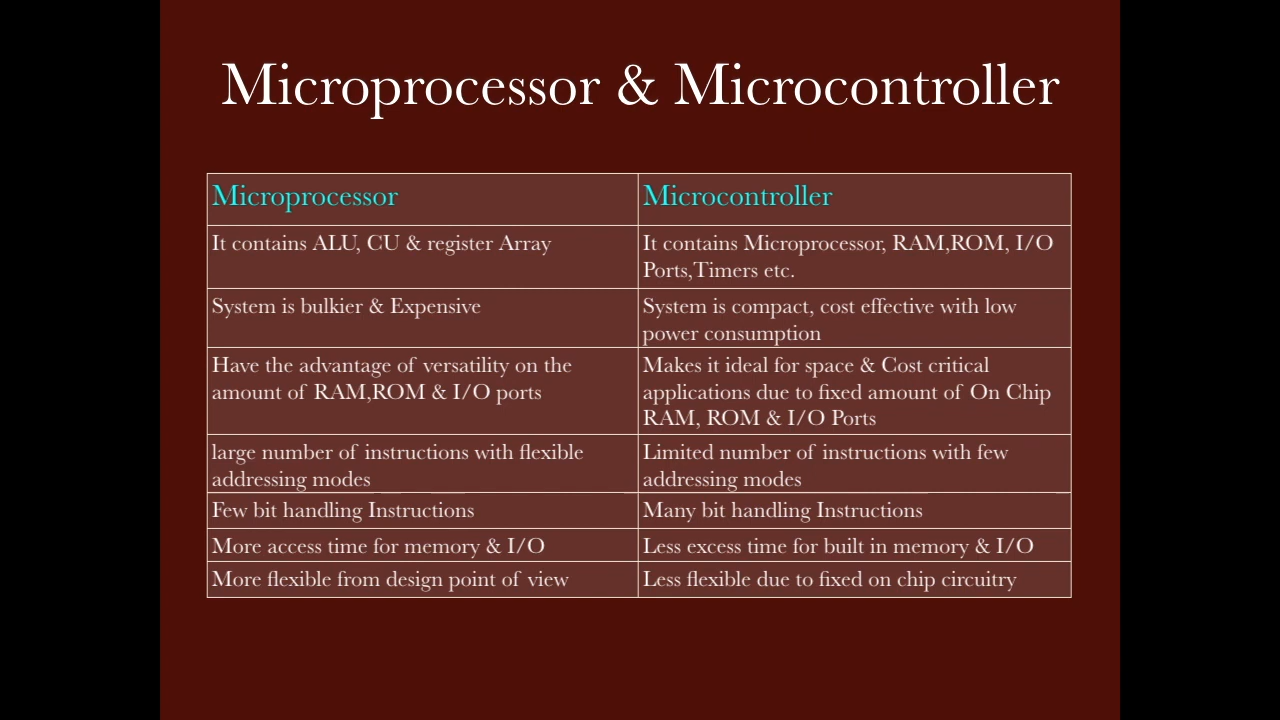 Microprocessor & Microcontroller
Microprocessor
Microcontroller
It contains ALU, CU & register Array
It contains Microprocessor, RAM,ROM, I/O
Ports,Timers etc.
System is bulkier & Expensive
System is compact, cost effective with low
power consumption
Have the advantage of versatility on the
amount of RAM,ROM & I/O ports
Makes it ideal for space & Cost critical
applications due to fixed amount of On Chip
RAM, ROM & I/O Ports
large number of instructions with flexible
addressing modes
Limited number of instructions with few
addressing modes
Few bit handling Instructions
Many bit handling Instructions
More access time for memory & I/O
Less excess time for built in memory & I/O
More flexible from design point of view
Less flexible due to fixed on chip circuitry